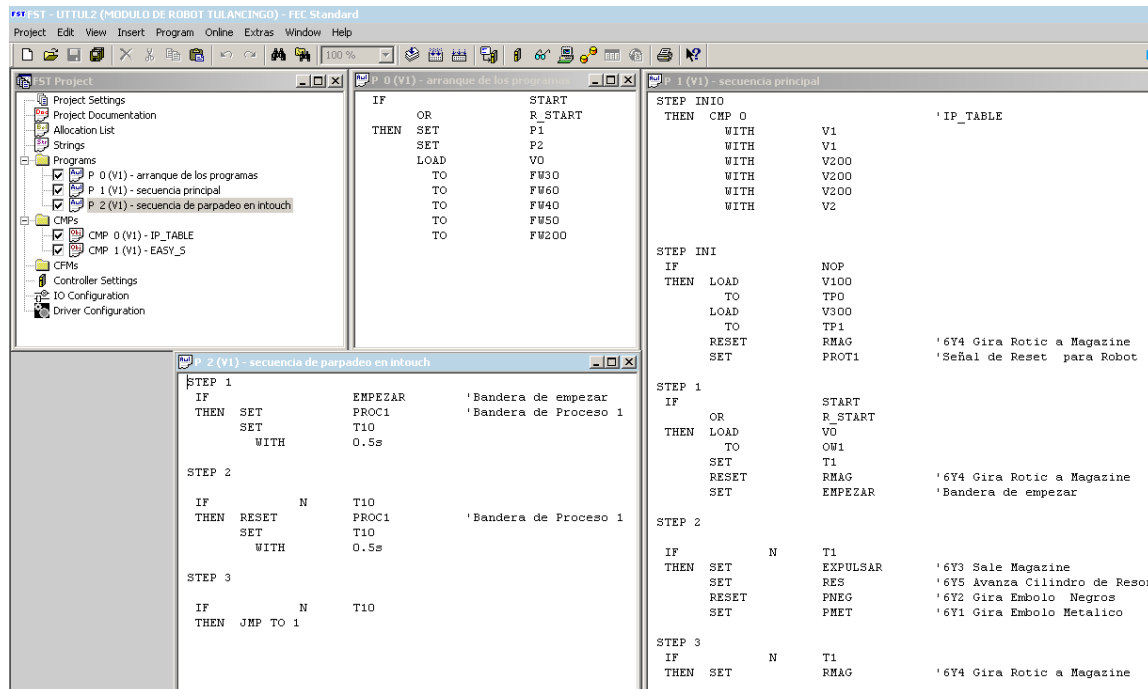 FST FST - UTTUL2 (MODULO DE ROBOT TULANCINGO) - FEC Standard
Project Edit View Insert Program Online Extras Window Help
100 %
FST Project
Project Settings
Project Documentation
Allocation List
Strings
Programs
P 0 (V1) - arranque de los programas
P 1 (V1) - secuencia principal
P 2 (V1) - secuencia de parpadeo en intouch
CMPs
CMP 0 (V1) - IP_TABLE
CMP 1 (V1) - EASY_S
CFMs
Controller Settings
IO Configuration
Driver Configuration
P 0 (V1) - arranque de los programas
IF START
OR R_START
THEN SET P1
SET P2
LOAD V0
TO FW30
TO FW60
TO FW40
TO FW50
TO FW200
P 1 (V1) - secuencia principal
STEP INIO
THEN CMP 0 'IP_TABLE
WITH V1
WITH V1
WITH V200
WITH V200
WITH V200
WITH V2
STEP INI
IF NOP
THEN LOAD V100
TO TP0
LOAD V300
TO TP1
RESET RMAG '6Y4 Gira Rotic a Magazine
SET PROT1 'Señal de Reset para Robot
STEP 1
IF START
OR R_START
THEN LOAD V0
TO OW1
SET T1
RESET RMAG '6Y4 Gira Rotic a Magazine
SET EMPEZAR 'Bandera de empezar
STEP 2
IF N T1
THEN SET EXPULSAR '6Y3 Sale Magazine
SET RES '6Y5 Avanza Cilindro de Resor
RESET PNEG '6Y2 Gira Embolo Negros
SET PMET '6Y1 Gira Embolo Metalico
STEP 3
IF N T1
THEN SET RMAG '6Y4 Gira Rotic a Magazine
P 2 (V1) - secuencia de parpadeo en intouch
STEP 1
IF EMPEZAR 'Bandera de empezar
THEN SET PROC1 'Bandera de Proceso 1
SET T10
WITH 0.5s
STEP 2
IF N T10
THEN RESET PROC1 'Bandera de Proceso 1
SET T10
WITH 0.5s
STEP 3
IF N T10
THEN JMP TO 1